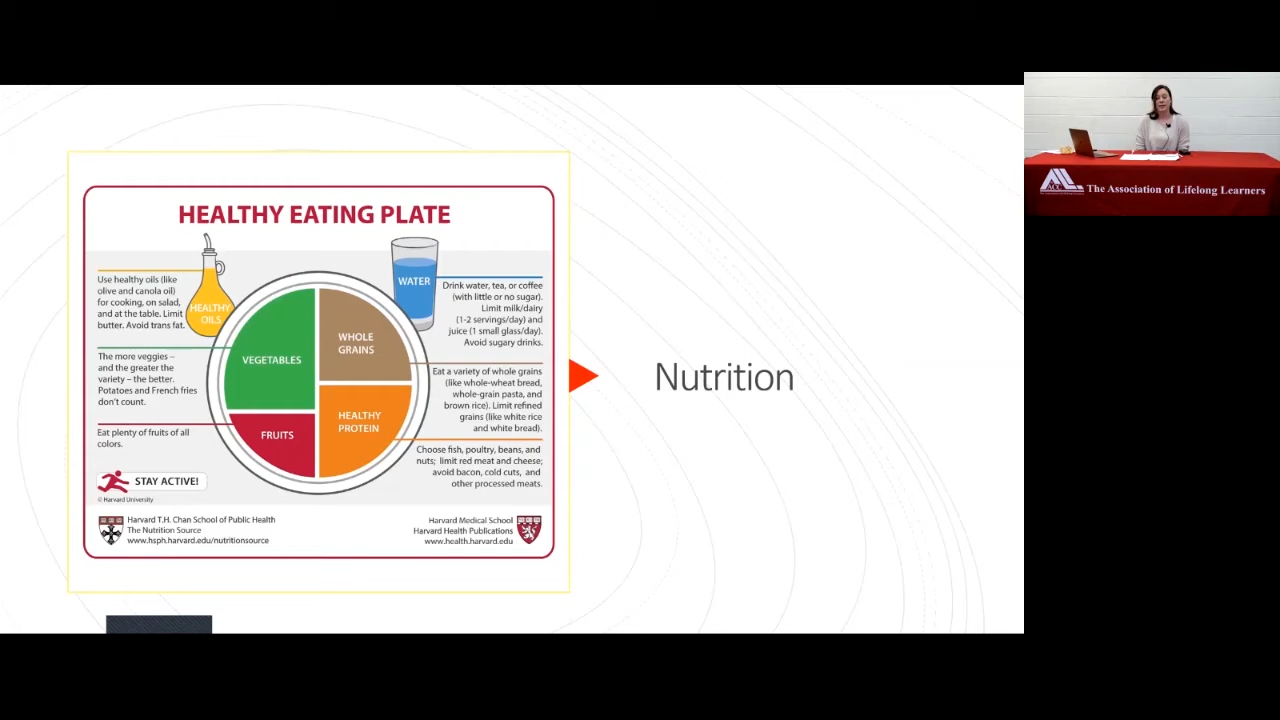 HEALTHY EATING PLATE
Use healthy oils (like
olive and canola oil)
for cooking, on salad,
and at the table. Limit
butter. Avoid trans fat.
HEALTHY
OILS
The more veggies –
and the greater the
variety – the better.
Potatoes and French fries
don't count.
Eat plenty of fruits of all
colors.
STAY ACTIVE!
© Harvard University
VEGETABLES
FRUITS
WHOLE
GRAINS
HEALTHY
PROTEIN
WATER
Drink water, tea, or coffee
(with little or no sugar).
Limit milk/dairy
(1-2 servings/day) and
juice (1 small glass/day).
Avoid sugary drinks.
Eat a variety of whole grains
(like whole-wheat bread,
whole-grain pasta, and
brown rice). Limit refined
grains (like white rice
and white bread).
Choose fish, poultry, beans, and
nuts; limit red meat and cheese;
avoid bacon, cold cuts, and
other processed meats.
Harvard T.H. Chan School of Public Health
The Nutrition Source
www.hsph.harvard.edu/nutritionsource
Harvard Medical School
Harvard Health Publications
www.health.harvard.edu
Nutrition
ACC
The Association of Lifelong Learners